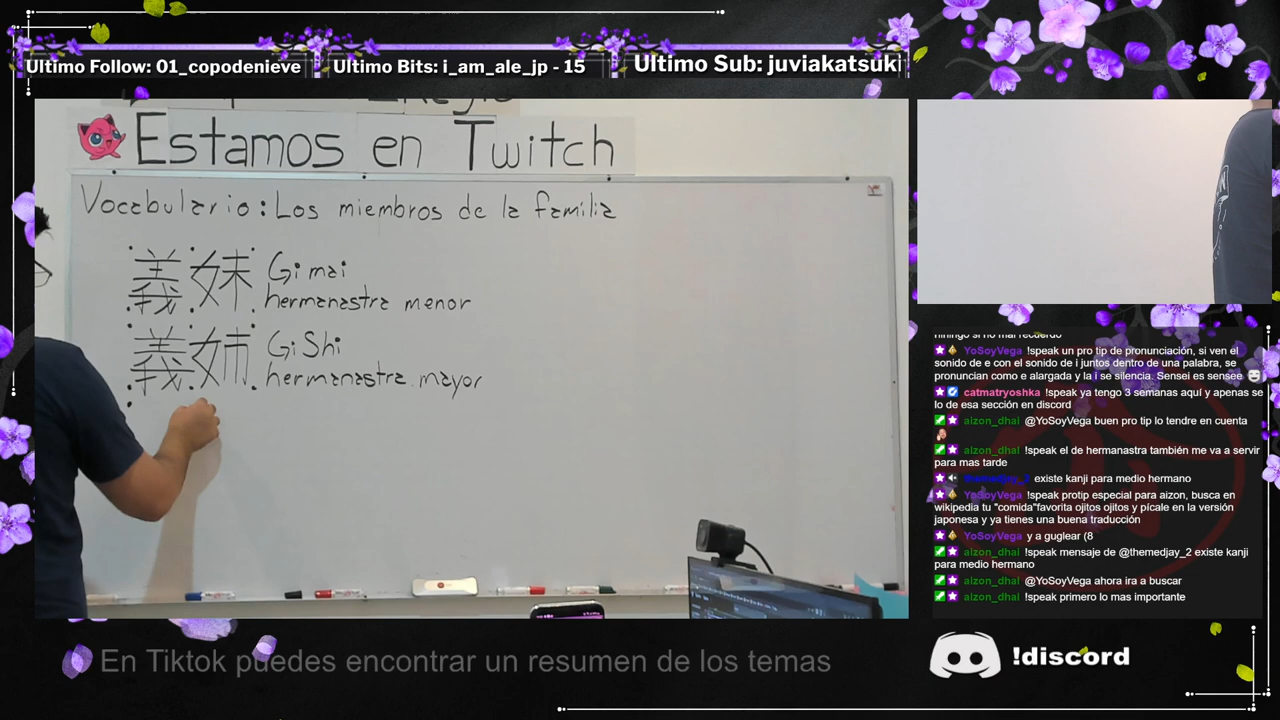 Ultimo Follow: 01_copodenieve
Ultimo Bits: i_am_ale_jp - 15
Ultimo Sub: juviakatsuki
Estamos en Twitch
Vocabulario: Los miembros de la familia
義妹 Gimai
hermanastra menor
義姉 GiShi
hermanastra mayor
YoSoyVega !speak un pro tip de pronunciación, si ven el
sonido de e con el sonido de i juntos dentro de una palabra, se
pronuncian como e alargada y la i se silencia. Sensei es sensee
catmatryoshka !speak ya tengo 3 semanas aquí y apenas se
lo de esa sección en discord
aizon_dhal @YoSoyVega buen pro tip lo tendre en cuenta
aizon_dhal !speak el de hermanastra también me va a servir
para mas tarde
themedjay_2 existe kanji para medio hermano
YoSoyVega !speak protip especial para aizon, busca en
wikipedia tu "comida"favorita ojitos ojitos y pícale en la versión
japonesa y ya tienes una buena traducción
YoSoyVega y a guglear (8
aizon_dhal !speak mensaje de @themedjay_2 existe kanji
para medio hermano
aizon_dhal @YoSoyVega ahora ira a buscar
aizon_dhal !speak primero lo mas importante
En Tiktok puedes encontrar un resumen de los temas
!discord